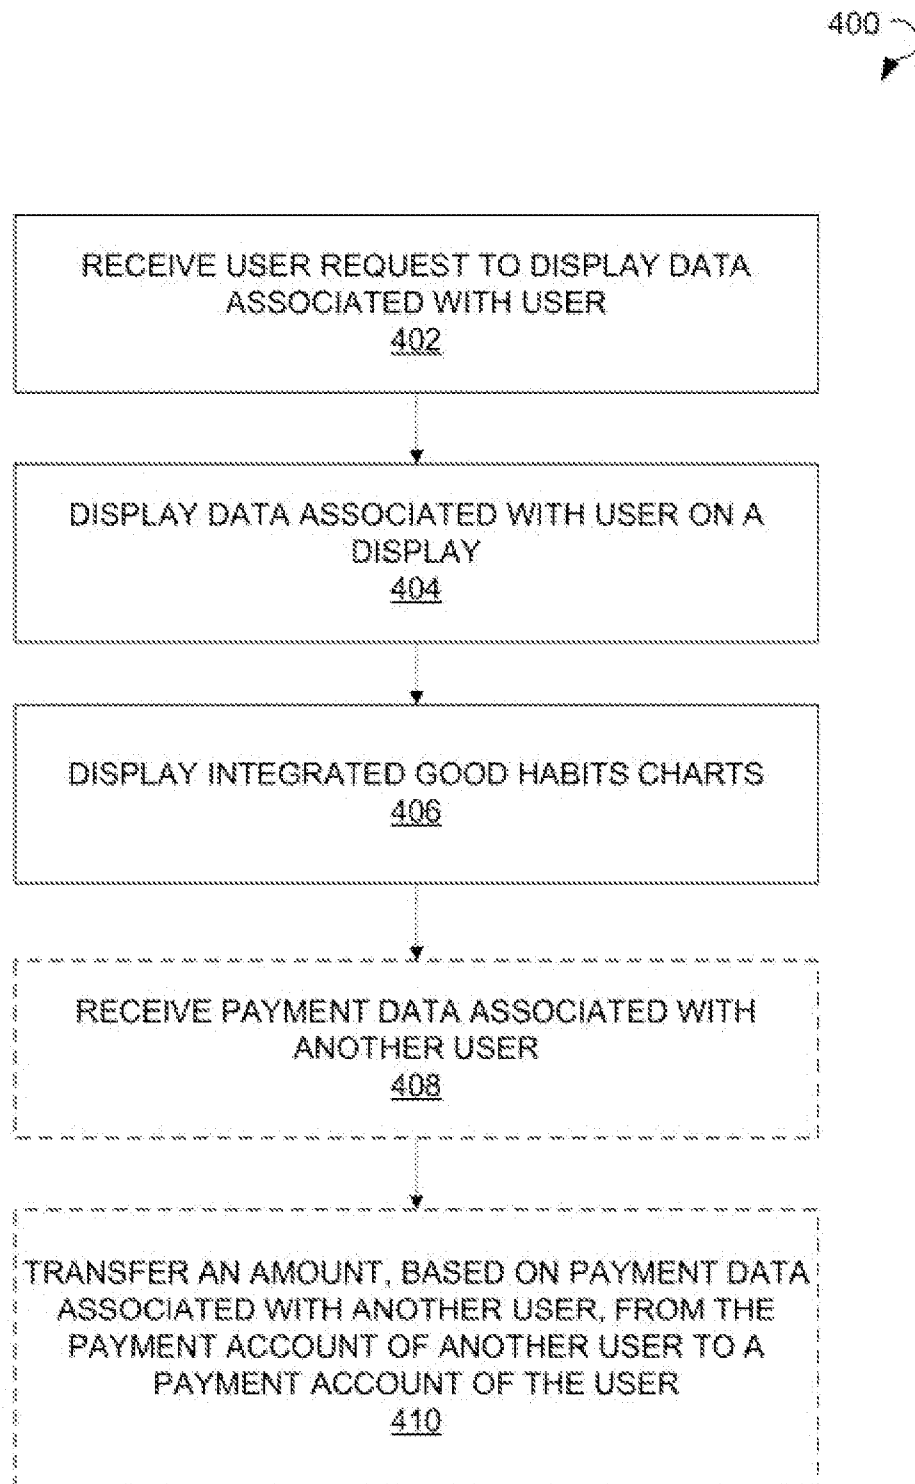 400
RECEIVE USER REQUEST TO DISPLAY DATA
ASSOCIATED WITH USER
402
DISPLAY DATA ASSOCIATED WITH USER ON A
DISPLAY
404
DISPLAY INTEGRATED GOOD HABITS CHARTS
406
RECEIVE PAYMENT DATA ASSOCIATED WITH
ANOTHER USER
408
TRANSFER AN AMOUNT, BASED ON PAYMENT DATA
ASSOCIATED WITH ANOTHER USER, FROM THE
PAYMENT ACCOUNT OF ANOTHER USER TO A
PAYMENT ACCOUNT OF THE USER
410